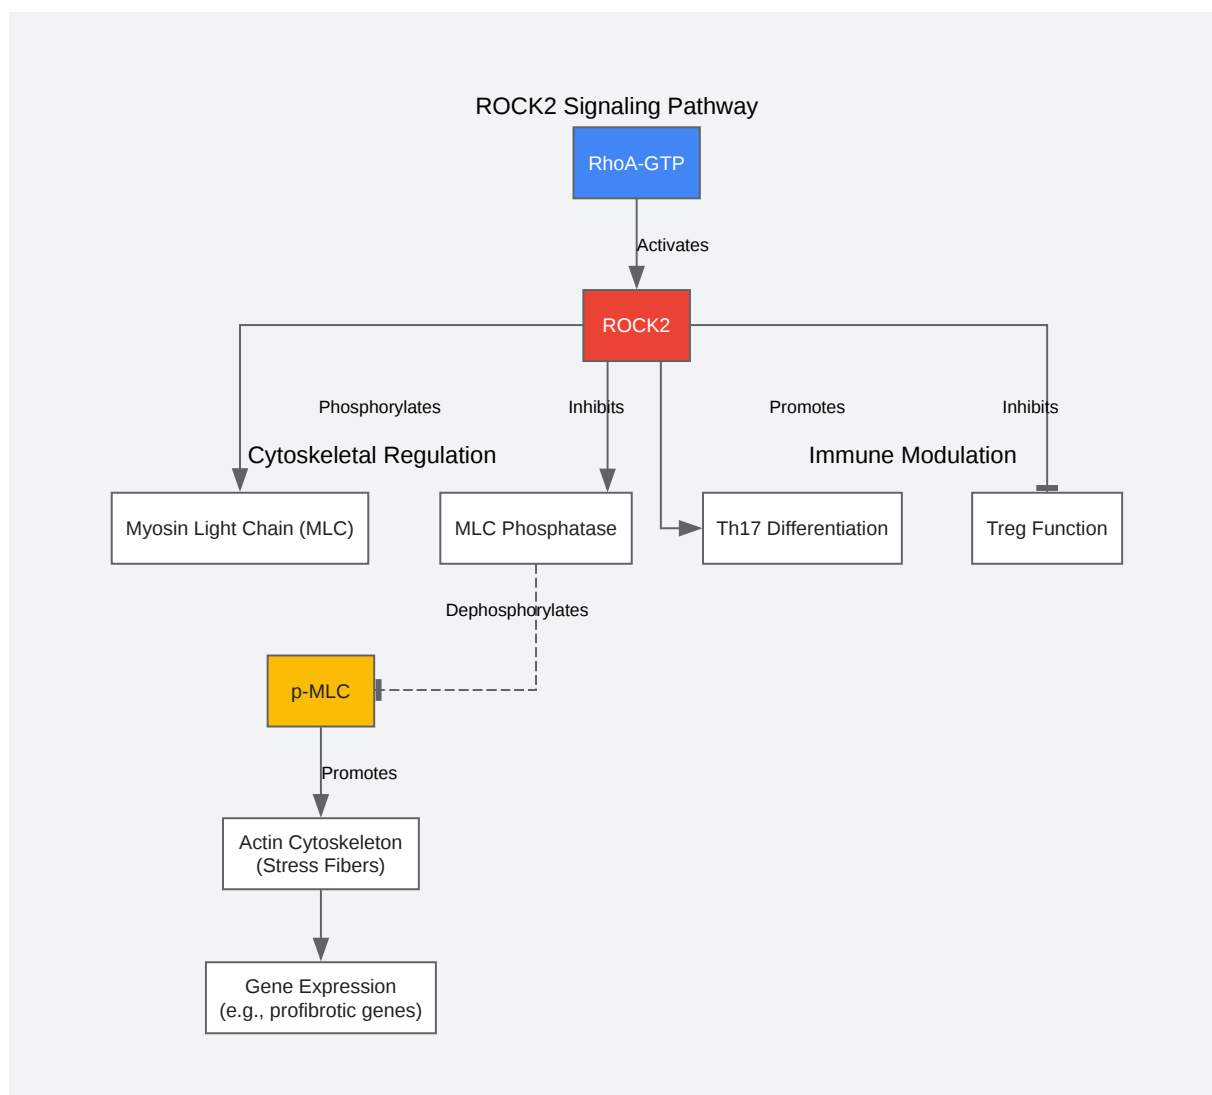 ROCK2 Signaling Pathway
RhoA-GTP
Activates
ROCK2
Phosphorylates
Inhibits
Promotes
Inhibits
Cytoskeletal Regulation
Immune Modulation
Myosin Light Chain (MLC)
MLC Phosphatase
Th17 Differentiation
Treg Function
Dephosphorylates
p-MLC
Promotes
Actin Cytoskeleton
(Stress Fibers)
Gene Expression
(e.g., profibrotic genes)